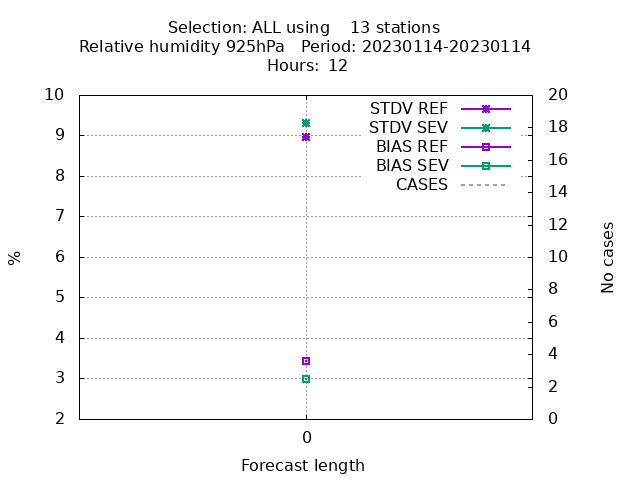 Selection: ALL using    13 stations
Relative humidity 925hPa   Period: 20230114-20230114
Hours: 12
10
9
8
7
6
5
4
3
2
%
20
18
16
14
12
10
8
6
4
2
0
No cases
STDV REF
STDV SEV
BIAS REF
BIAS SEV
CASES
0
Forecast length